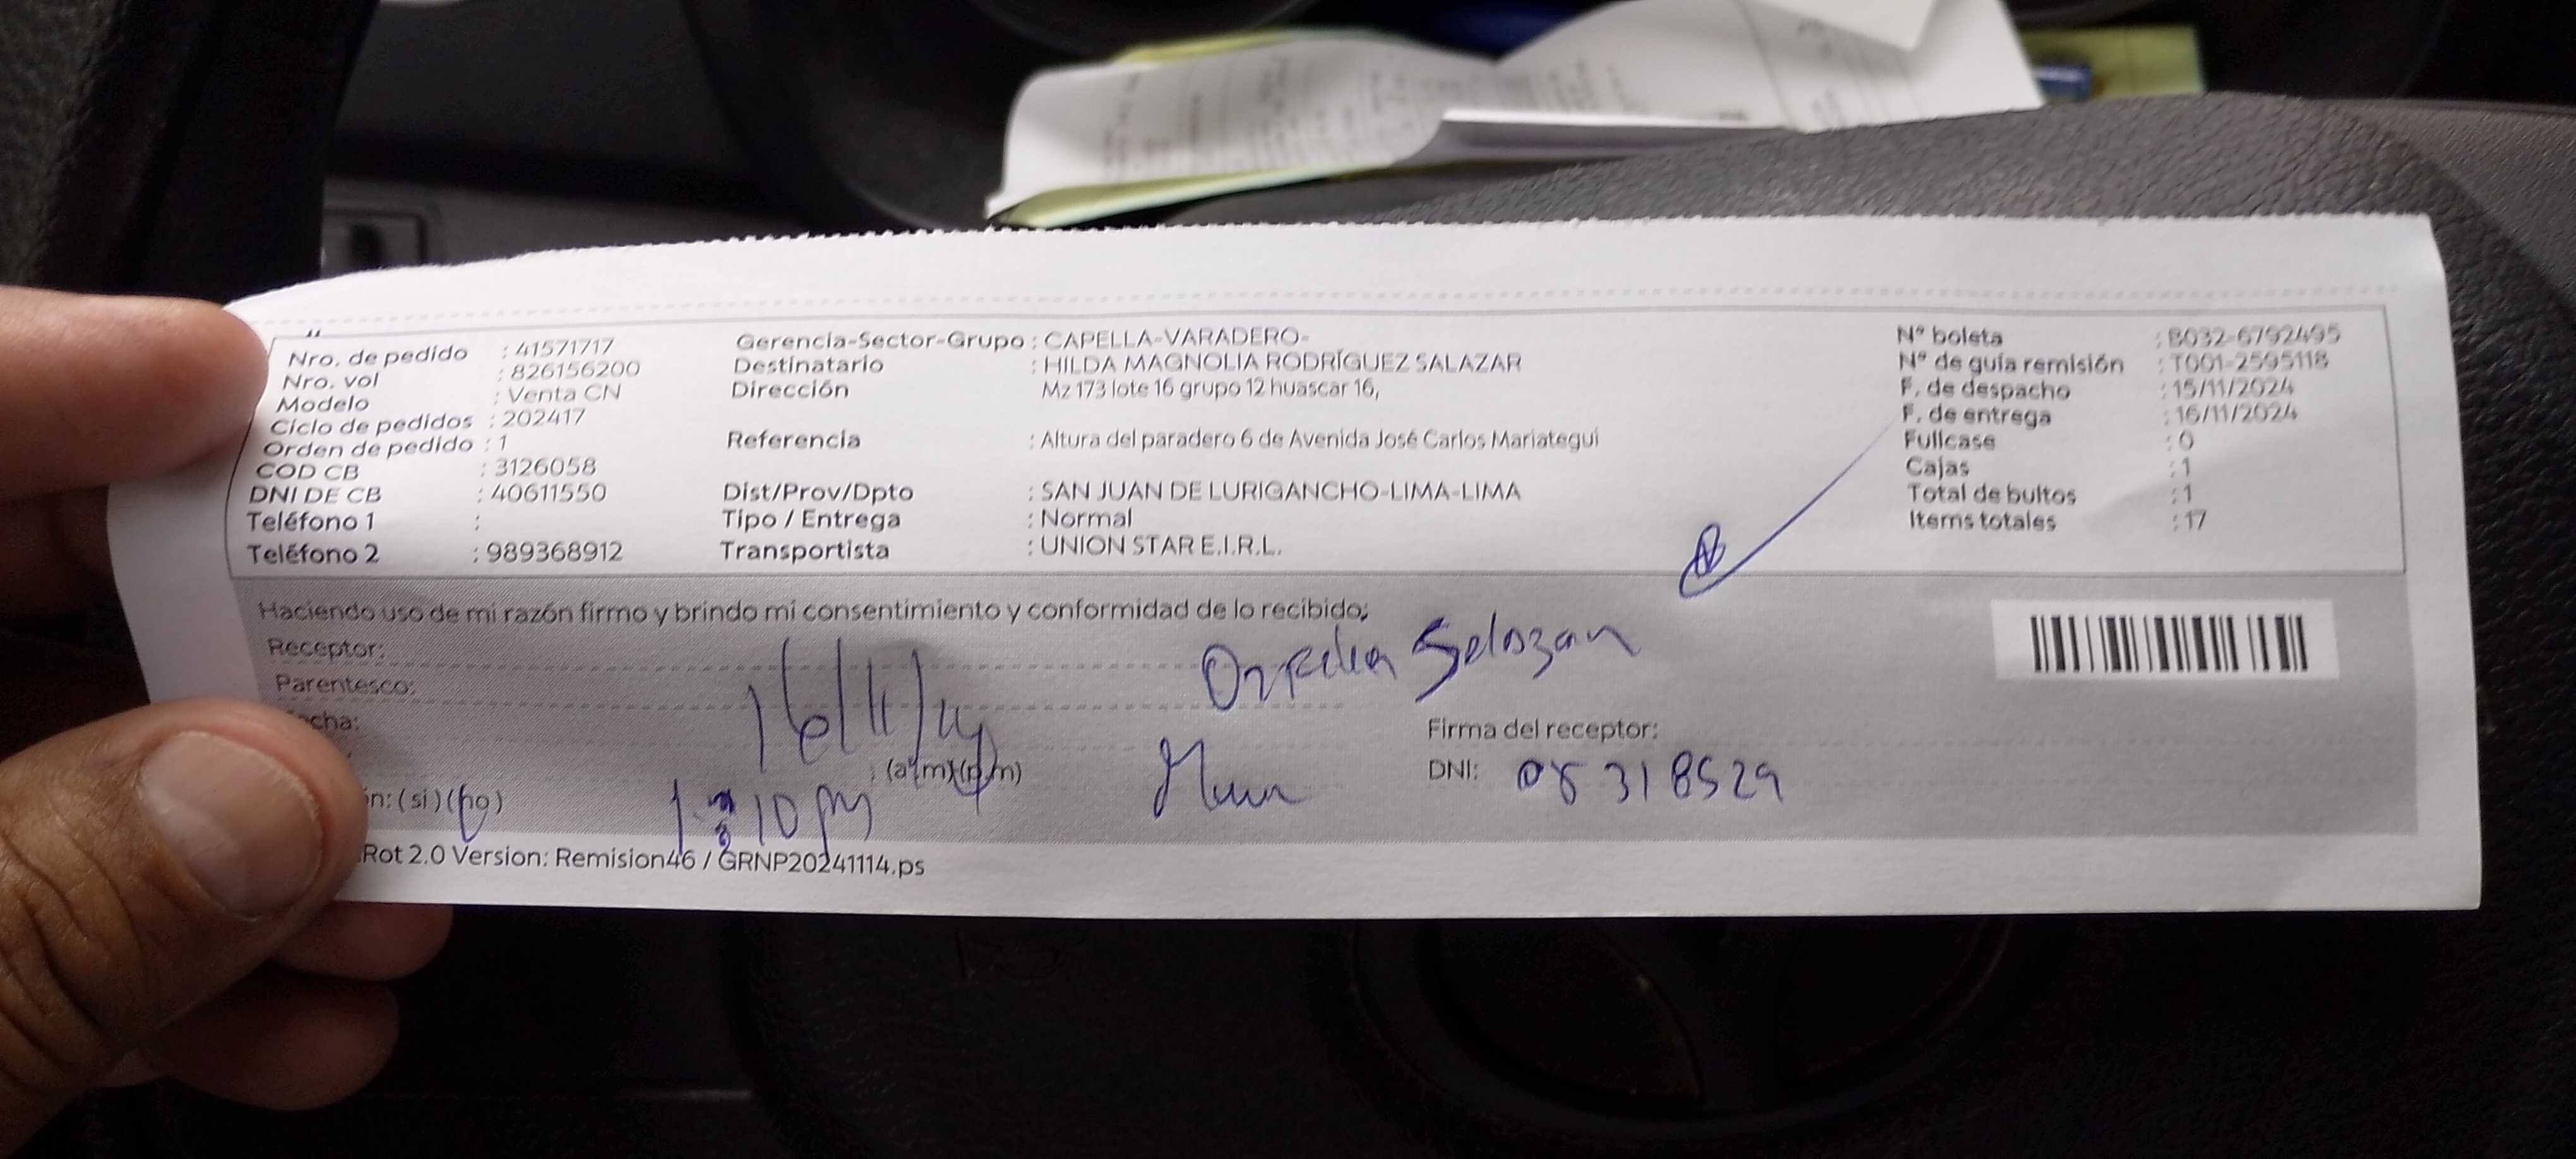 Nro. de pedido : 41571717
Nro. vol : 826156200
Modelo : Venta CN
Ciclo de pedidos : 202417
Orden de pedido : 1
COD CB : 3126058
DNI DE CB : 40611550
Teléfono 1 :
Teléfono 2 : 989368912
Gerencia-Sector-Grupo : CAPELLA-VARADERO-
Destinatario : HILDA MAGNOLIA RODRÍGUEZ SALAZAR
Dirección Mz 173 lote 16 grupo 12 huascar 16,
Referencia : Altura del paradero 6 de Avenida José Carlos Mariategui
Dist/Prov/Dpto : SAN JUAN DE LURIGANCHO-LIMA-LIMA
Tipo / Entrega : Normal
Transportista : UNION STAR E.I.R.L.
N° boleta : B032-6792495
N° de guía remisión : T001-2595118
F. de despacho : 15/11/2024
F. de entrega : 16/11/2024
Fullcase : 0
Cajas : 1
Total de bultos : 1
Items totales : 17
Haciendo uso de mi razón firmo y brindo mi consentimiento y conformidad de lo recibido;
Receptor:
Parentesco:
cha: 16/11/24
: (a.m)(p.m)
1:10 pm
ón: (si) (no)
Firma del receptor:
DNI: 08318529
Rot 2.0 Version: Remision46 / GRNP20241114.ps